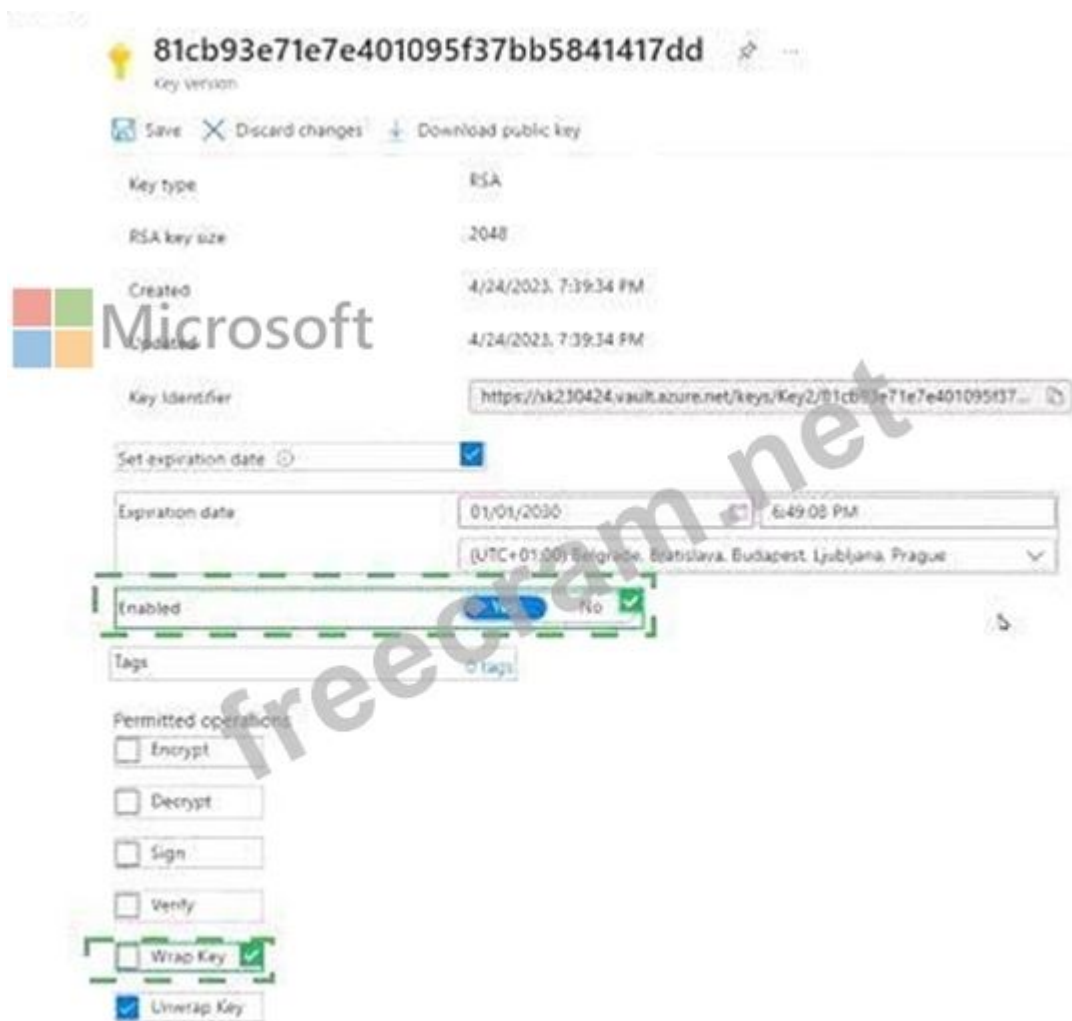 81cb93e71e7e401095f37bb5841417dd
Key version
Save Discard changes Download public key
Key type RSA
RSA key size 2048
Created 4/24/2023, 7:39:34 PM
Microsoft
Updated 4/24/2023, 7:39:34 PM
Key Identifier https://sk230424.vault.azure.net/keys/Key2/81cb93e71e7e401095f37...
Set expiration date
Expiration date 01/01/2030 6:49:08 PM
(UTC+01:00) Belgrade, Bratislava, Budapest, Ljubljana, Prague
Enabled Yes No
Tags 0 tags
freecram.net
Permitted operations
Encrypt
Decrypt
Sign
Verify
Wrap Key
Unwrap Key